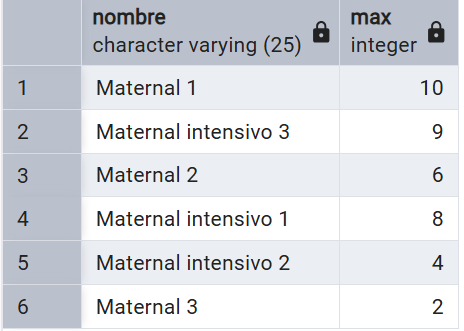 nombre max
character varying (25) integer
1 Maternal 1 10
2 Maternal intensivo 3 9
3 Maternal 2 6
4 Maternal intensivo 1 8
5 Maternal intensivo 2 4
6 Maternal 3 2